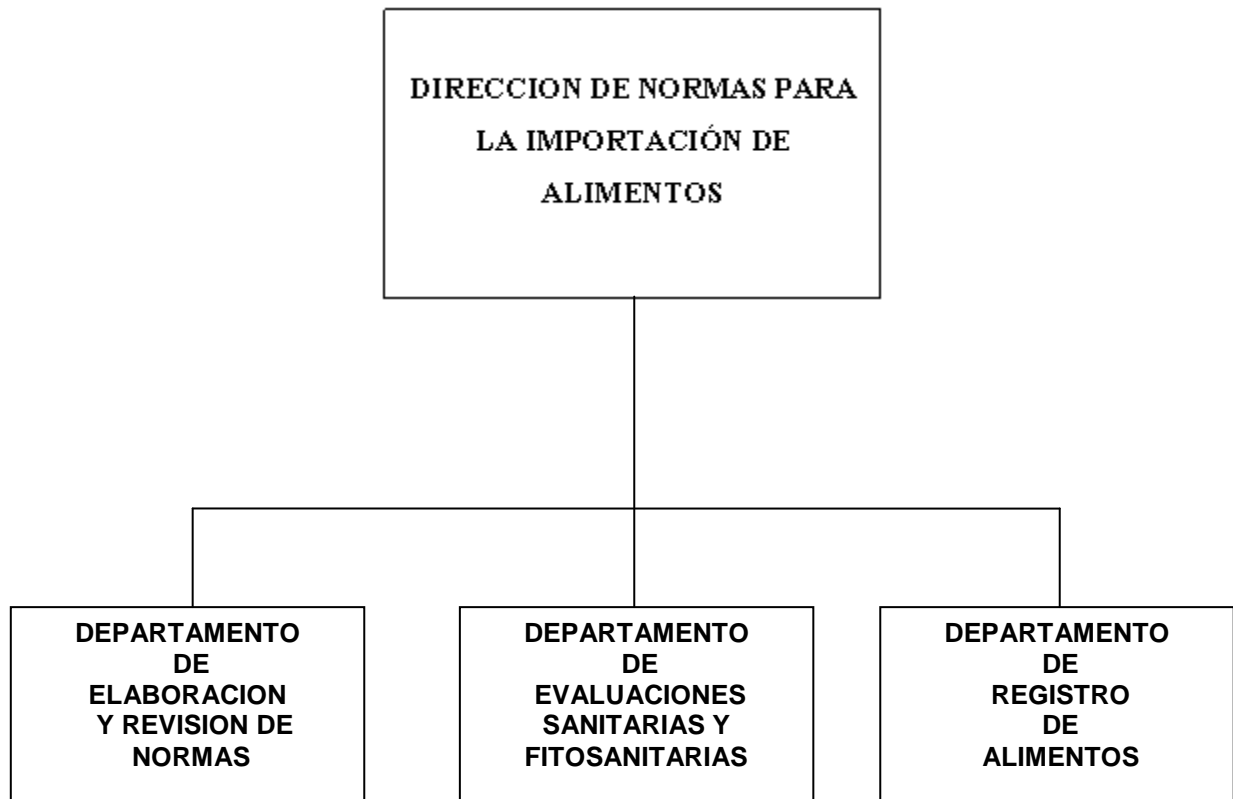 DIRECCION DE NORMAS PARA
LA IMPORTACIÓN DE
ALIMENTOS
DEPARTAMENTO
DE
ELABORACION
Y REVISION DE
NORMAS
DEPARTAMENTO
DE
EVALUACIONES
SANITARIAS Y
FITOSANITARIAS
DEPARTAMENTO
DE
REGISTRO
DE
ALIMENTOS